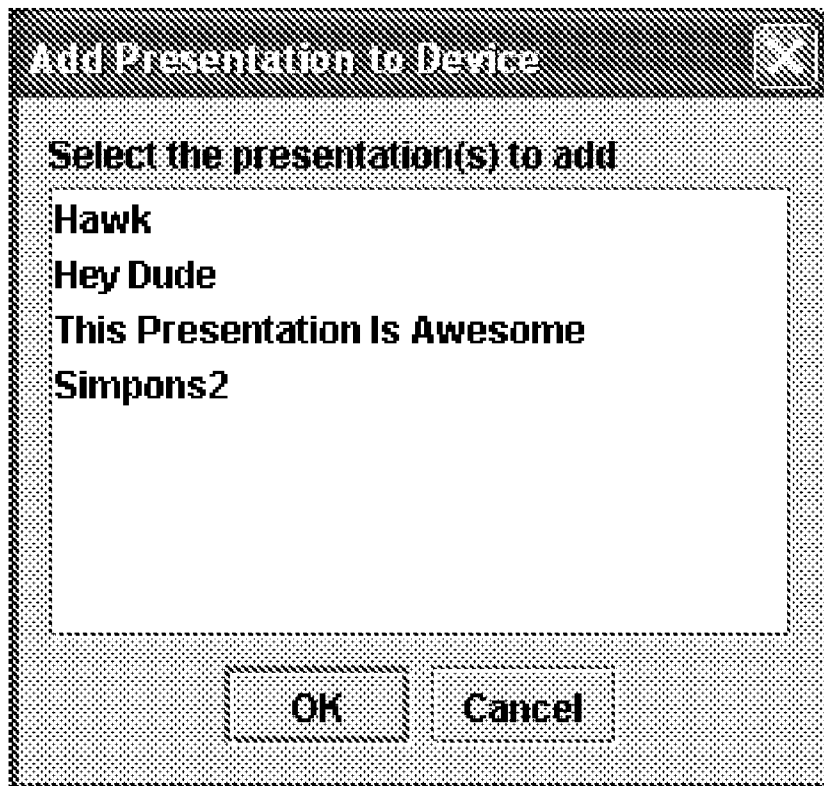 Add Presentation to Device
Select the presentation(s) to add
Hawk
Hey Dude
This Presentation Is Awesome
Simpons2
OK Cancel